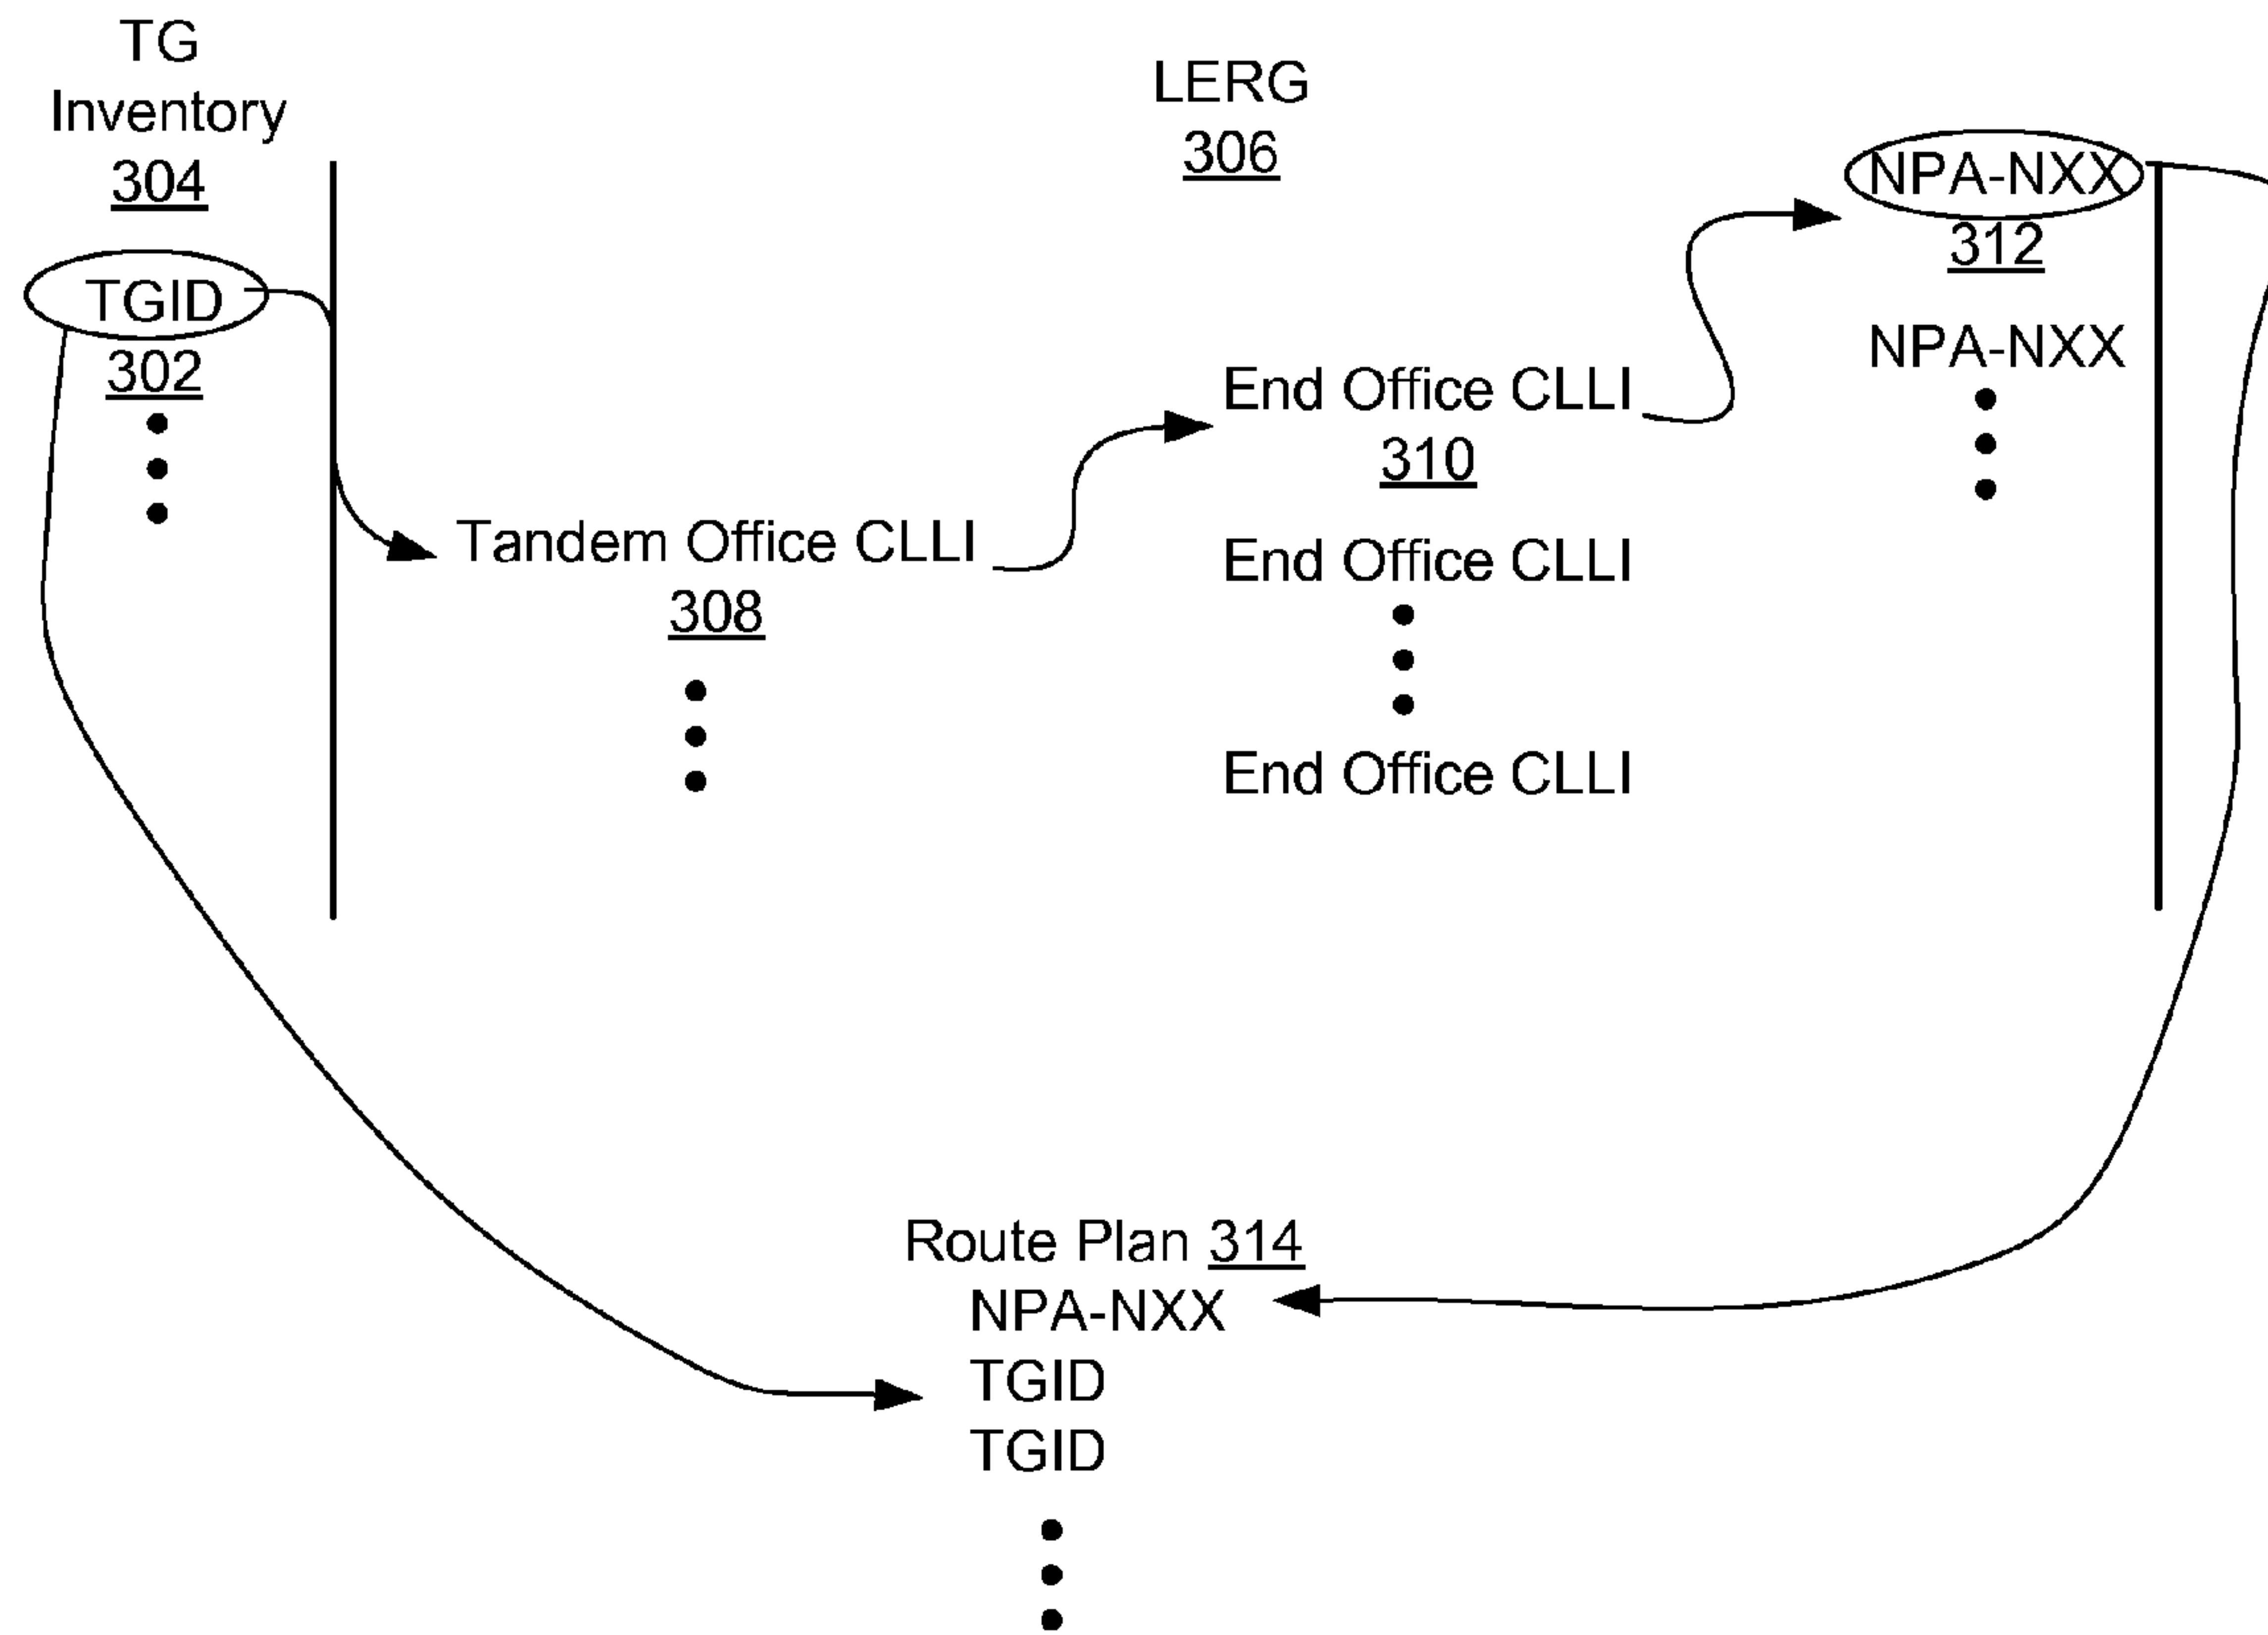 TG
Inventory
304
TGID
302
LERG
306
Tandem Office CLLI
308
End Office CLLI
310
End Office CLLI
End Office CLLI
NPA-NXX
312
NPA-NXX
Route Plan 314
NPA-NXX
TGID
TGID